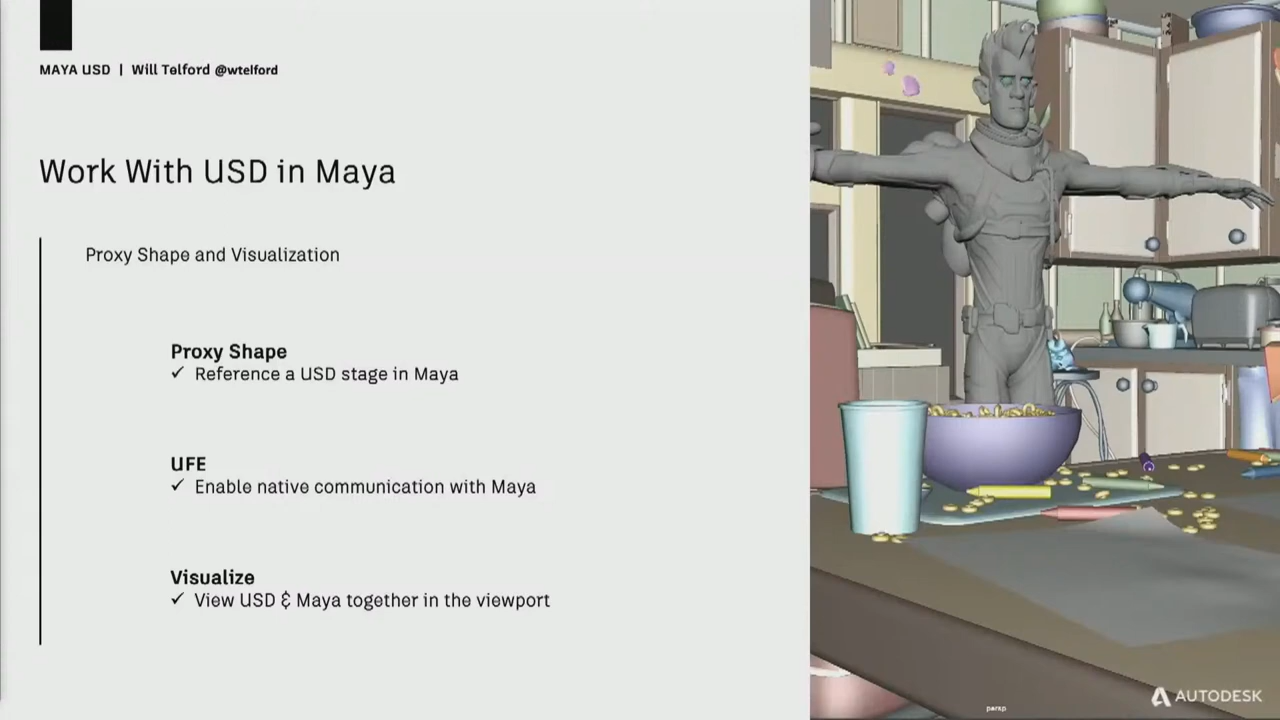 MAYA USD | Will Telford @wtelford
Work With USD in Maya
Proxy Shape and Visualization
Proxy Shape
✓ Reference a USD stage in Maya
UFE
✓ Enable native communication with Maya
Visualize
✓ View USD & Maya together in the viewport
persp
AUTODESK